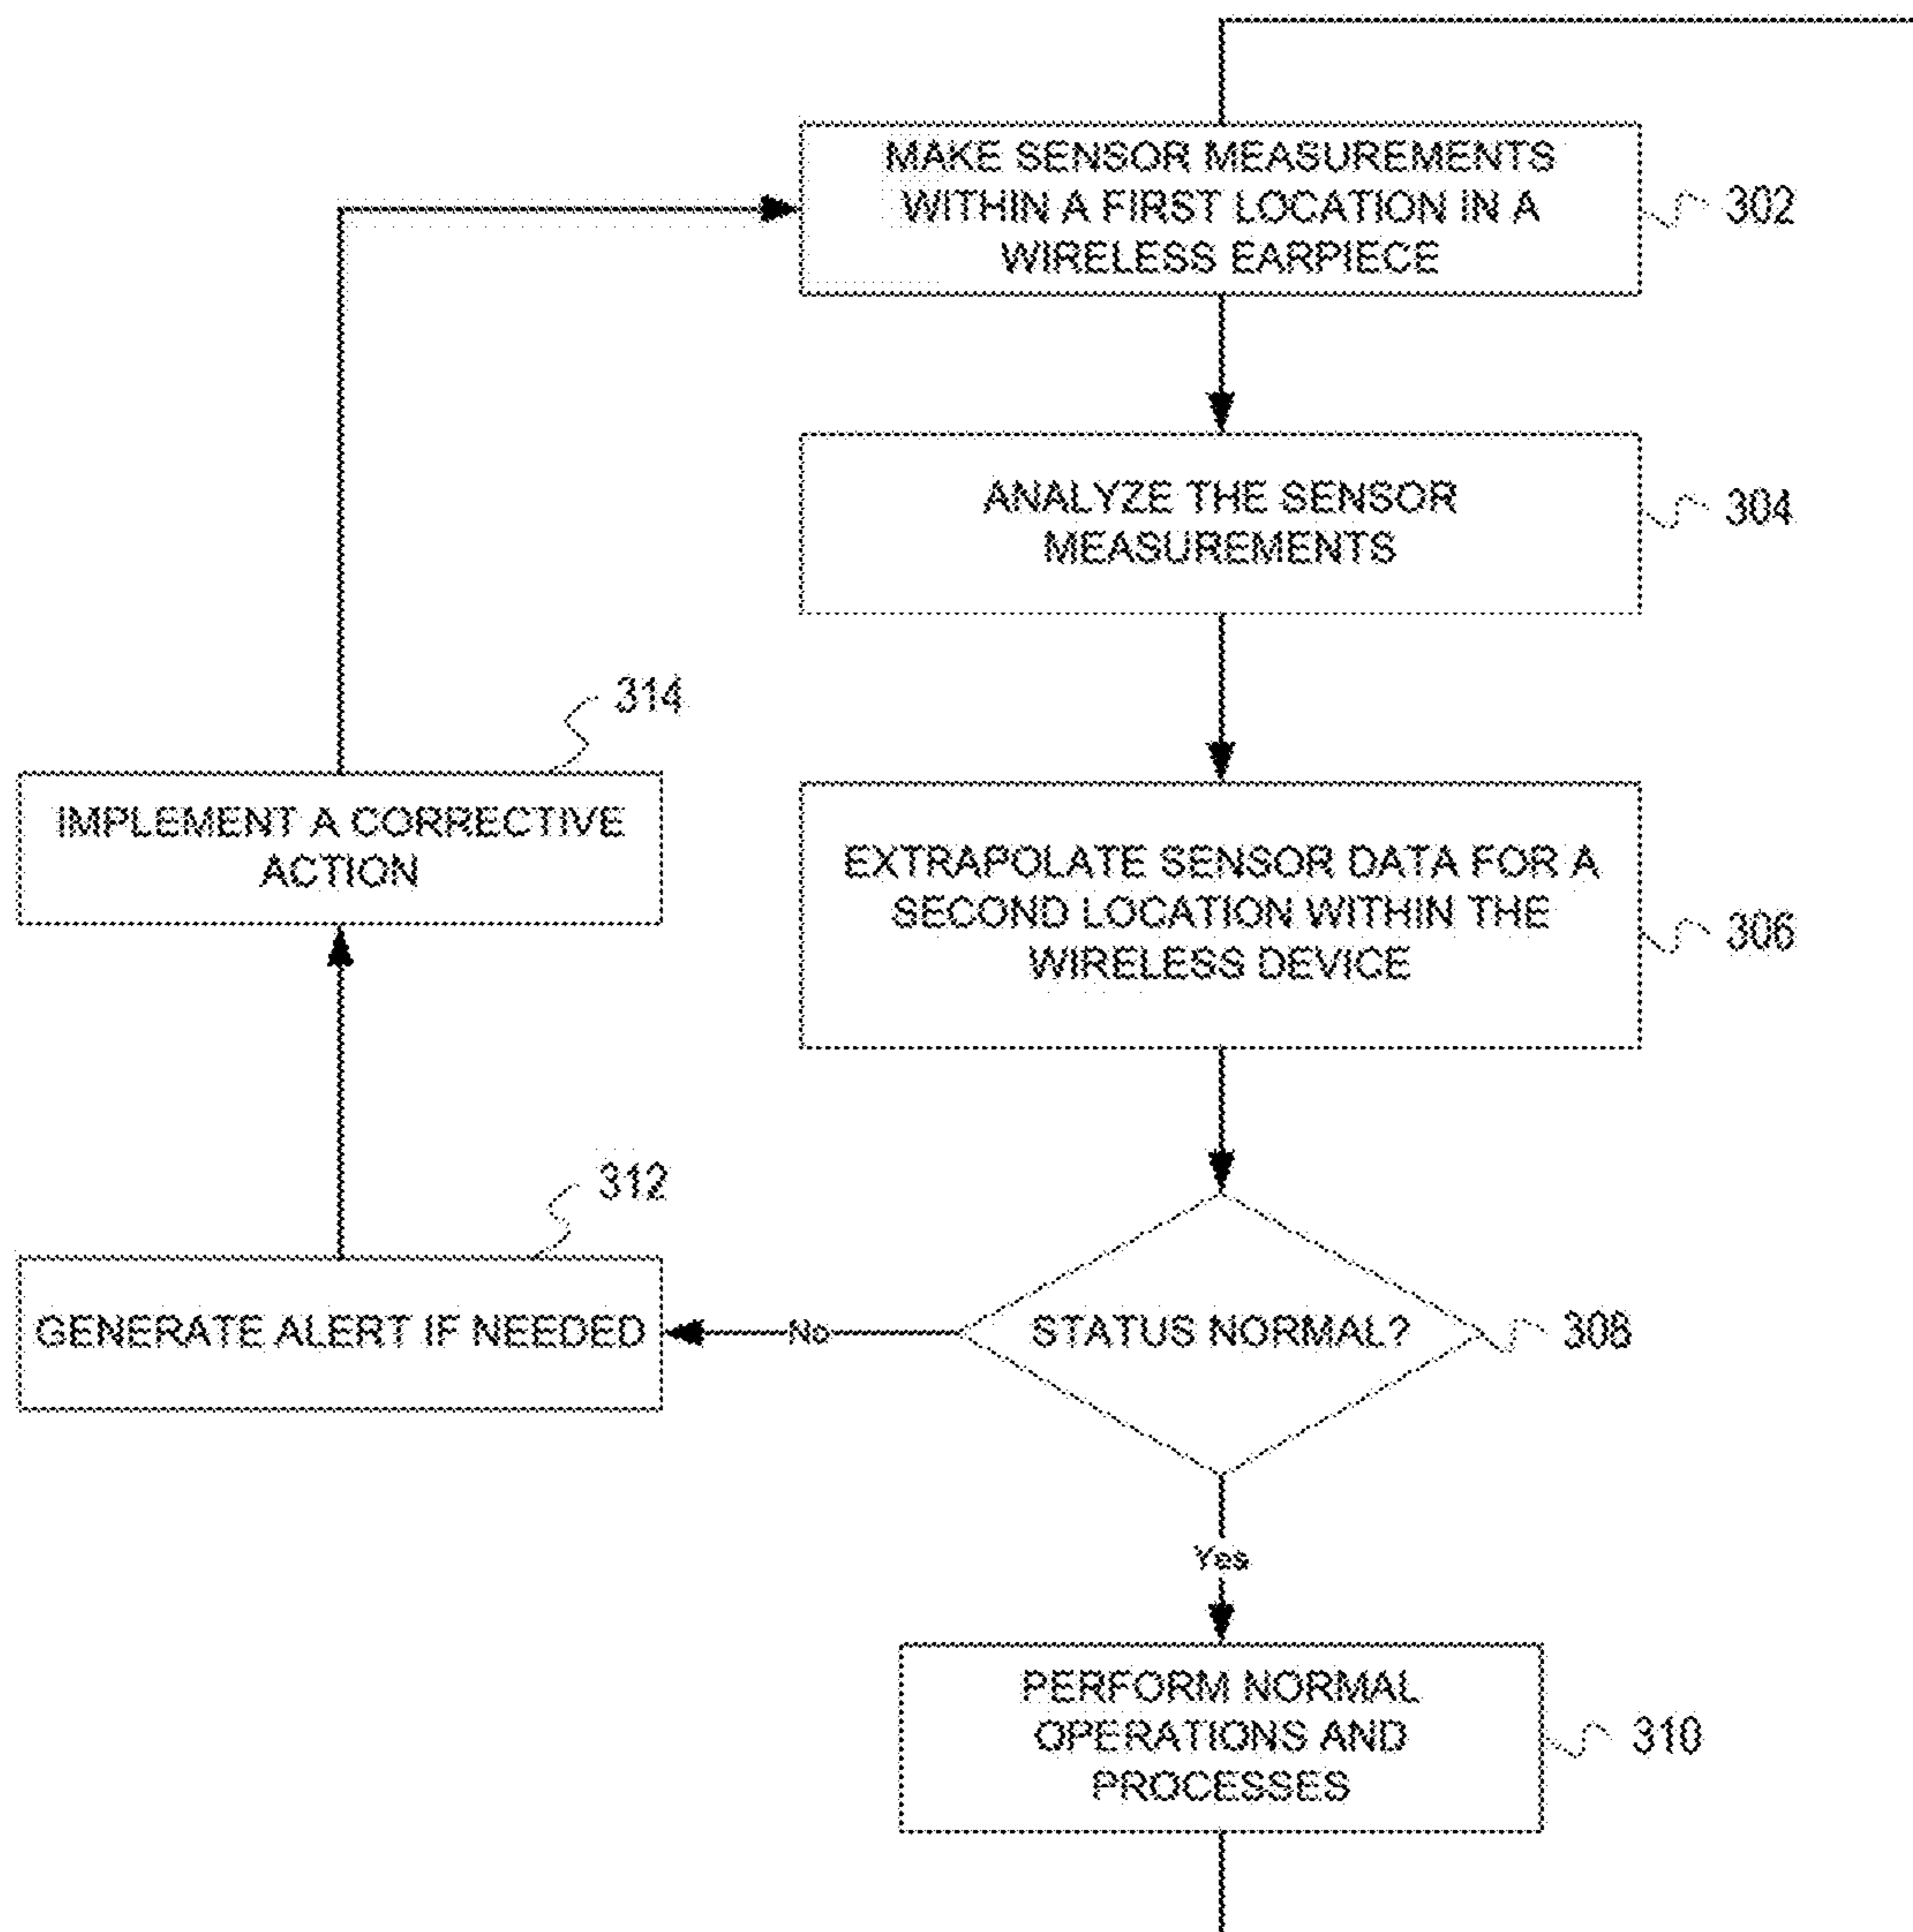 MAKE SENSOR MEASUREMENTS
WITHIN A FIRST LOCATION IN A
WIRELESS EARPIECE
302
ANALYZE THE SENSOR
MEASUREMENTS
304
314
IMPLEMENT A CORRECTIVE
ACTION
EXTRAPOLATE SENSOR DATA FOR A
SECOND LOCATION WITHIN THE
WIRELESS DEVICE
306
312
GENERATE ALERT IF NEEDED
No
STATUS NORMAL?
308
Yes
PERFORM NORMAL
OPERATIONS AND
PROCESSES
310